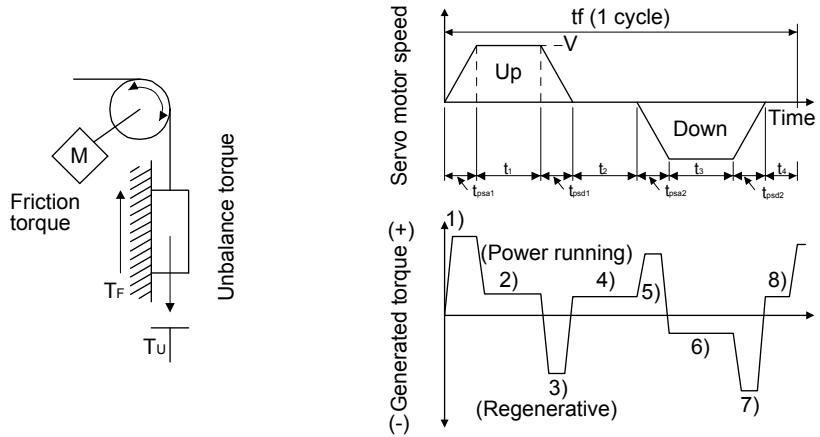 M
Friction
torque
TF
TU
Unbalance torque
Servo motor speed
tf (1 cycle)
V
Up
Down
Time
tpsa1
t1
tpsd1
t2
tpsa2
t3
tpsd2
t4
Generated torque
(+)
(-)
1)
(Power running)
2)
4)
5)
8)
6)
3)
7)
(Regenerative)